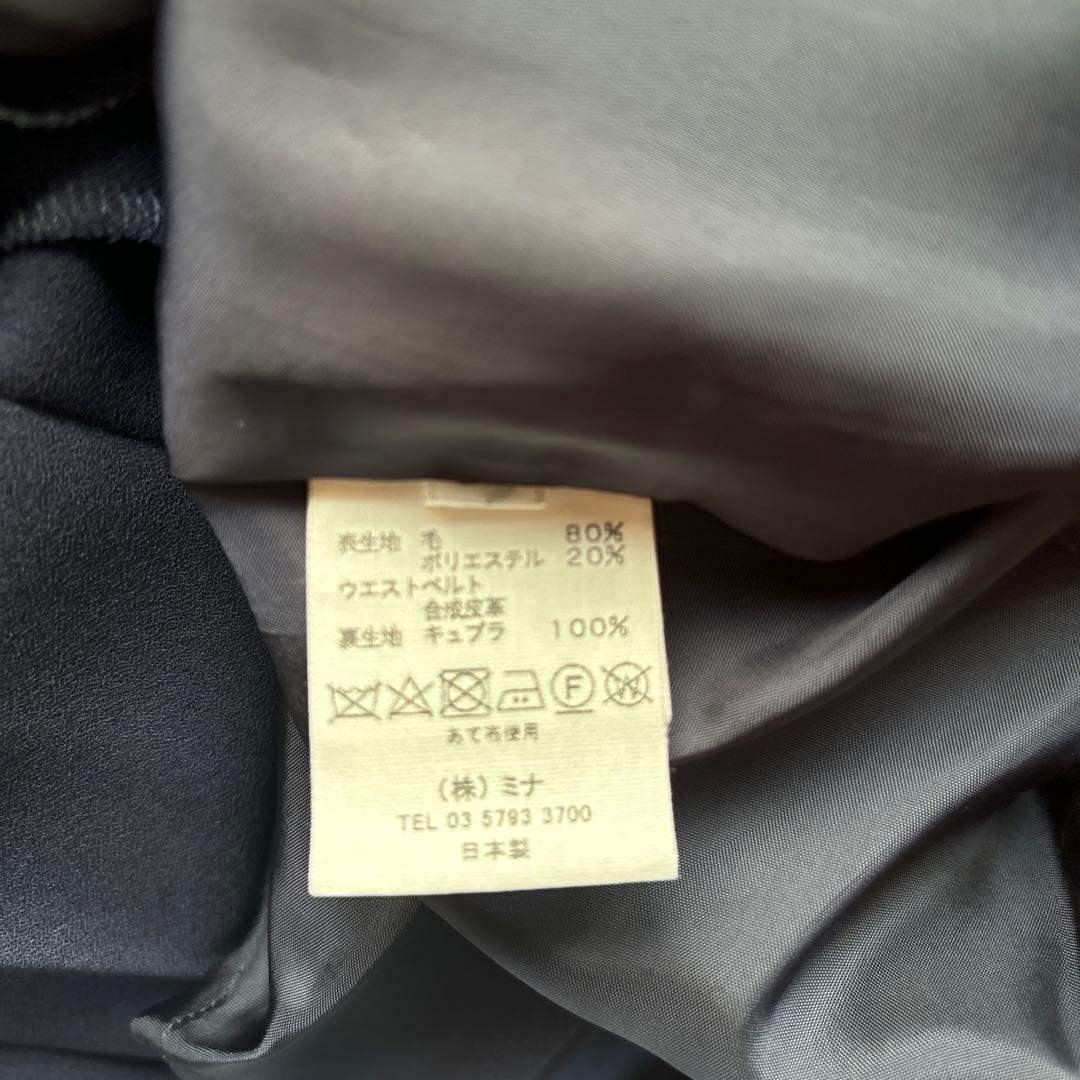 表生地 毛 80%
ポリエステル 20%
ウエストベルト
合成皮革
裏生地 キュプラ 100%
F W
あて布使用
(株)ミナ
TEL 03 5793 3700
日本製